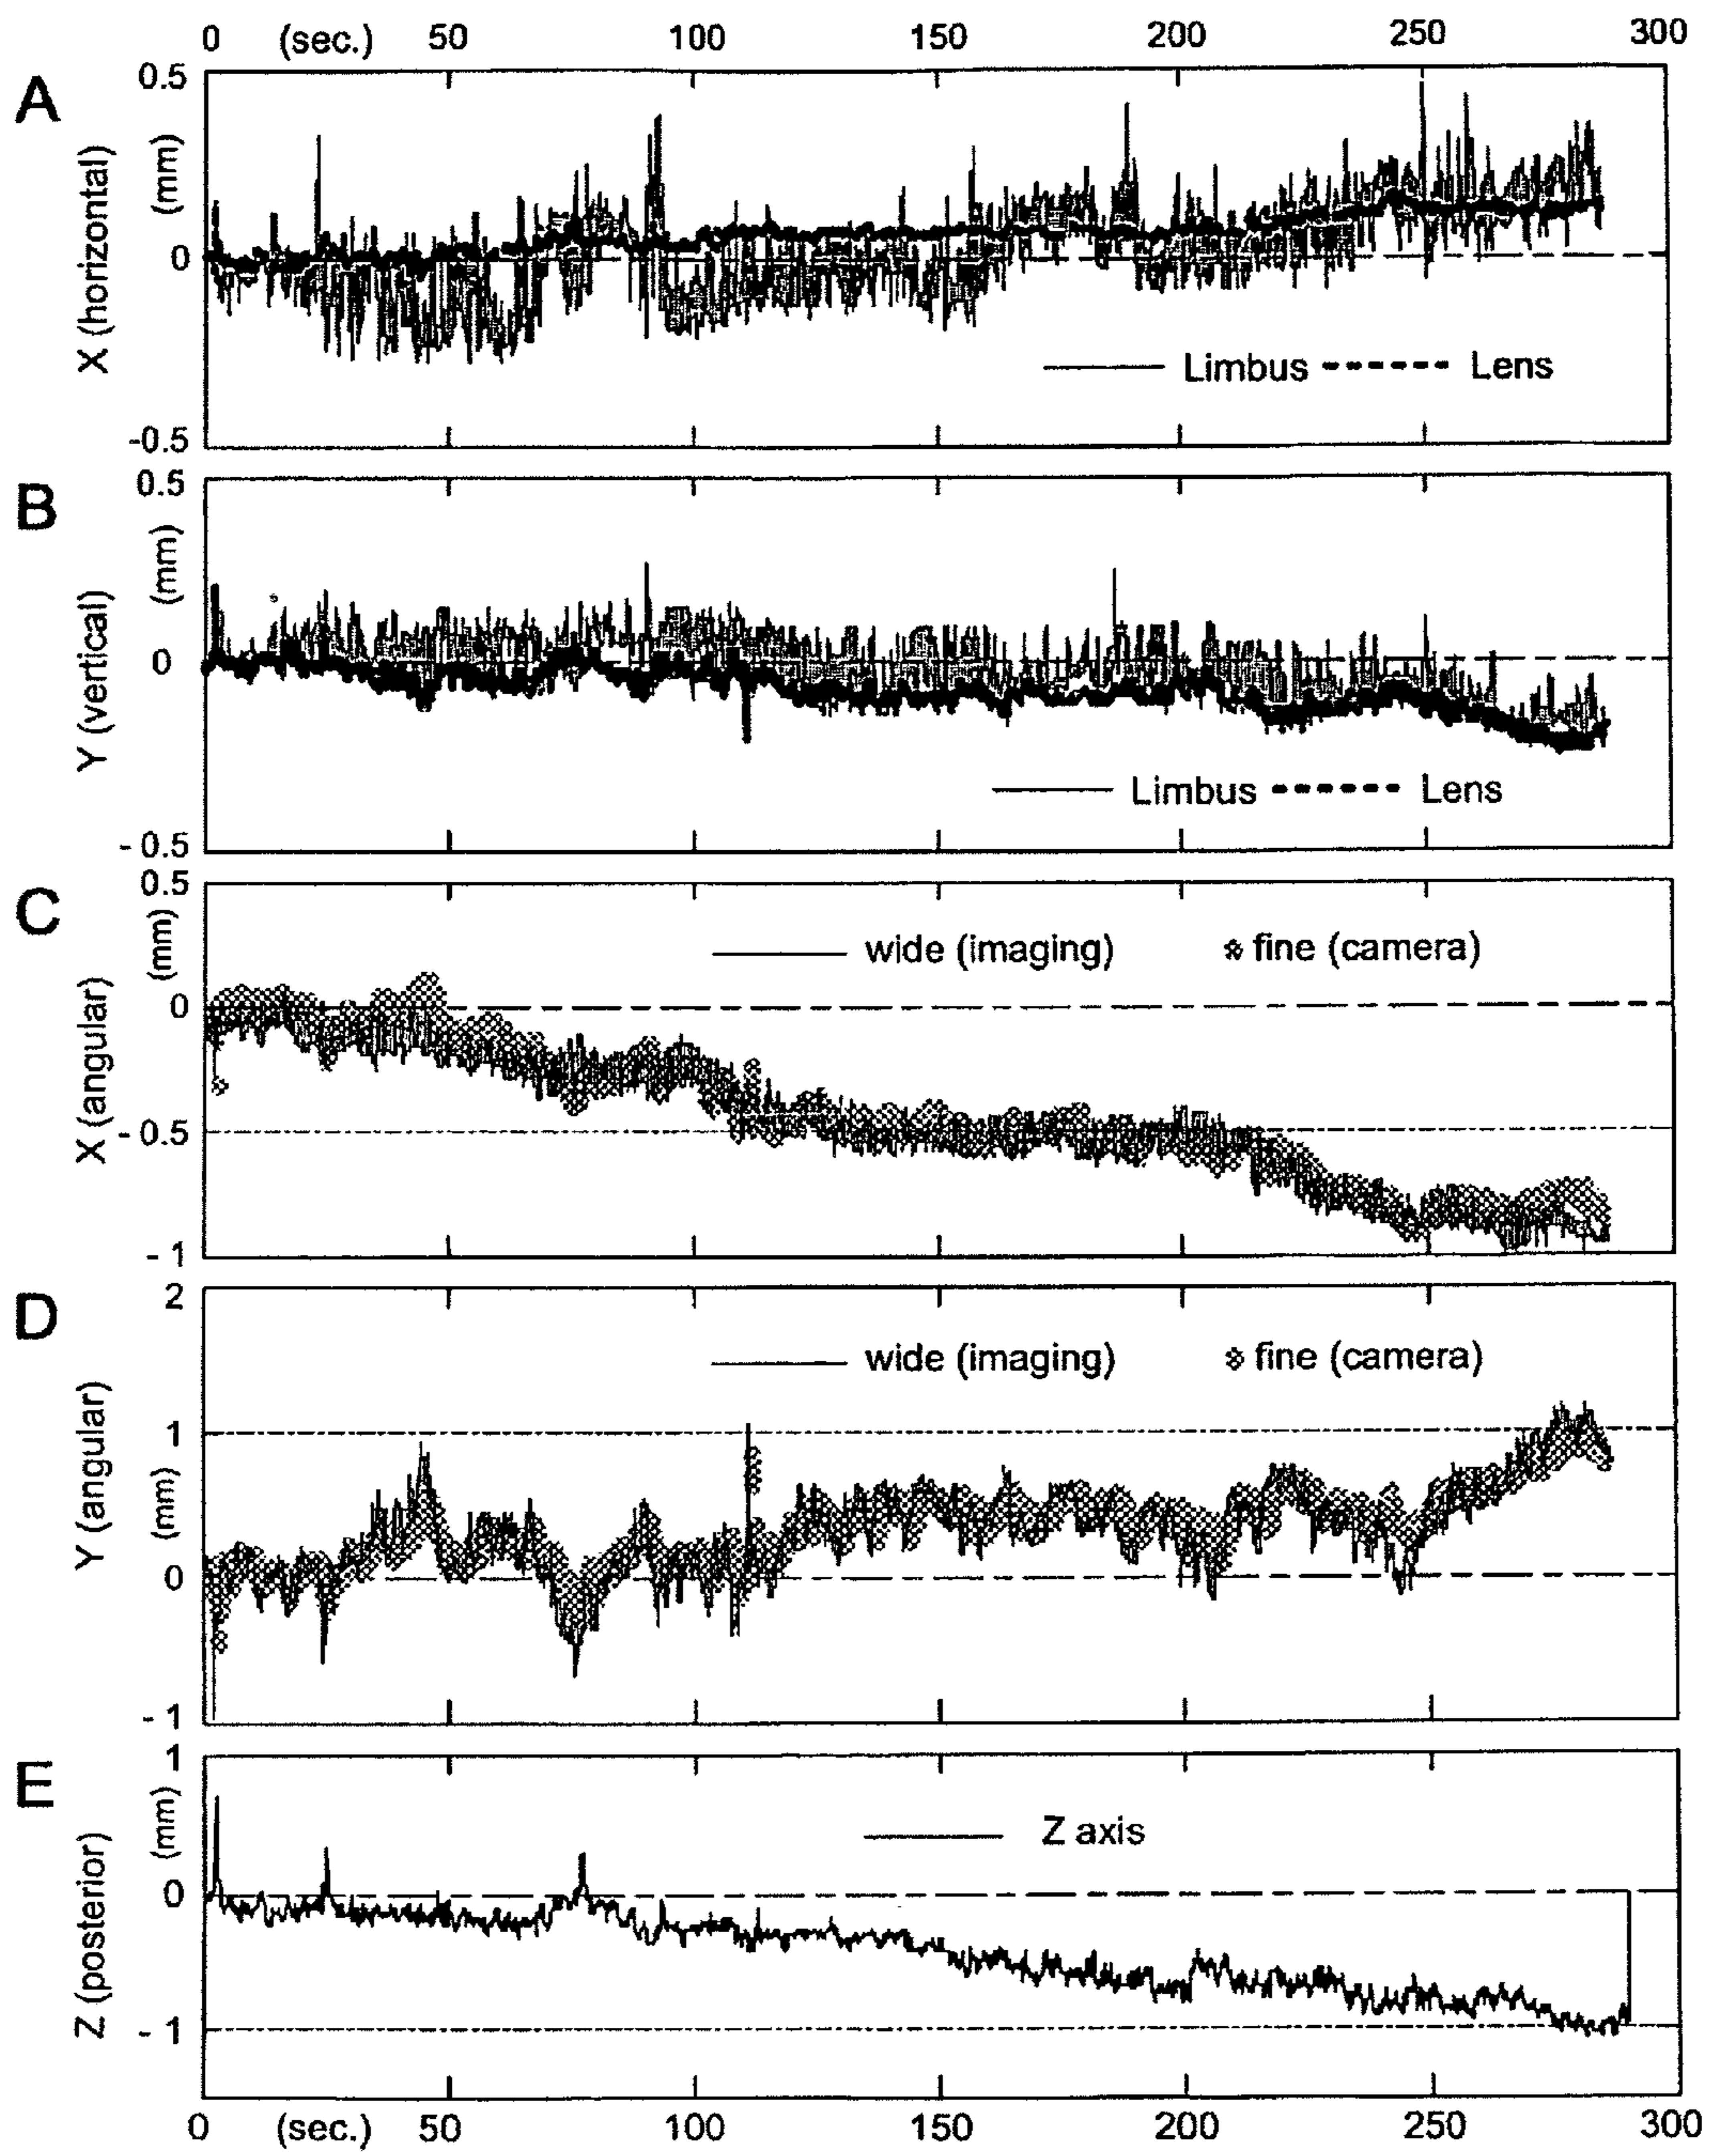 0 (sec.) 50 100 150 200 250 300
A
X (horizontal)
(mm)
0.5
0
-0.5
Limbus Lens
B
Y (vertical)
(mm)
0.5
0
- 0.5
Limbus Lens
C
X (angular)
(mm)
0.5
0
- 0.5
- 1
wide (imaging) fine (camera)
D
Y (angular)
(mm)
2
1
0
- 1
wide (imaging) fine (camera)
E
Z (posterior)
(mm)
1
0
- 1
Z axis
0 (sec.) 50 100 150 200 250 300